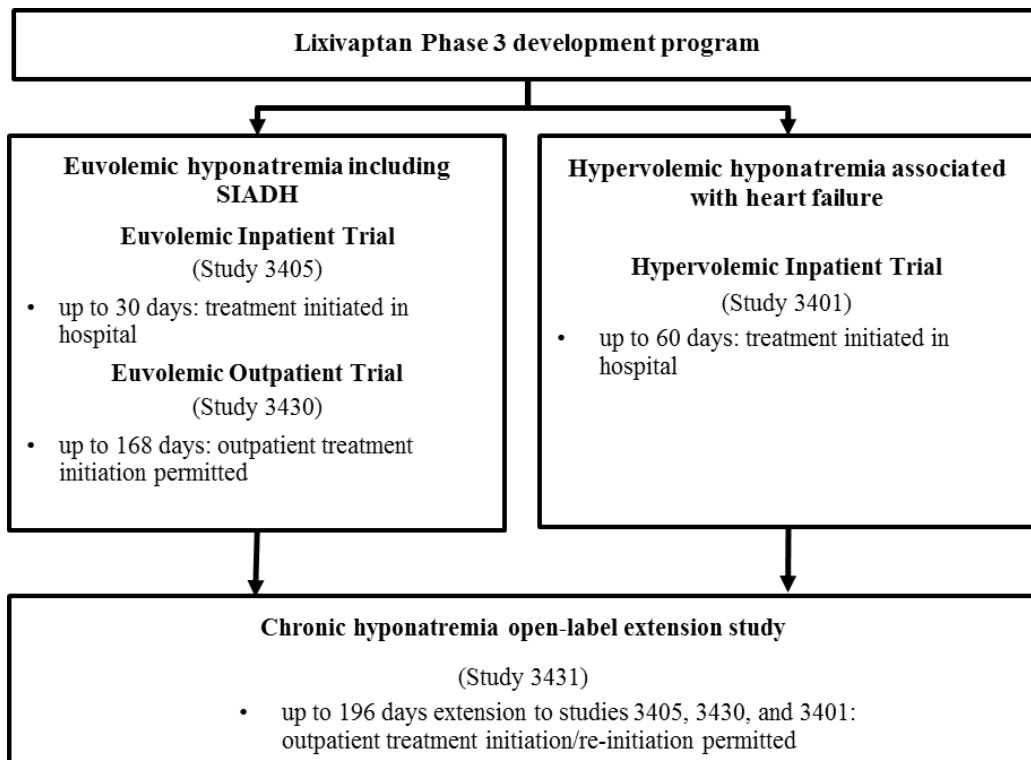 Lixivaptan Phase 3 development program
Euvolemic hyponatremia including
SIADH
Euvolemic Inpatient Trial
(Study 3405)
• up to 30 days: treatment initiated in
hospital
Euvolemic Outpatient Trial
(Study 3430)
• up to 168 days: outpatient treatment
initiation permitted
Hypervolemic hyponatremia associated
with heart failure
Hypervolemic Inpatient Trial
(Study 3401)
• up to 60 days: treatment initiated in
hospital
Chronic hyponatremia open-label extension study
(Study 3431)
• up to 196 days extension to studies 3405, 3430, and 3401:
outpatient treatment initiation/re-initiation permitted